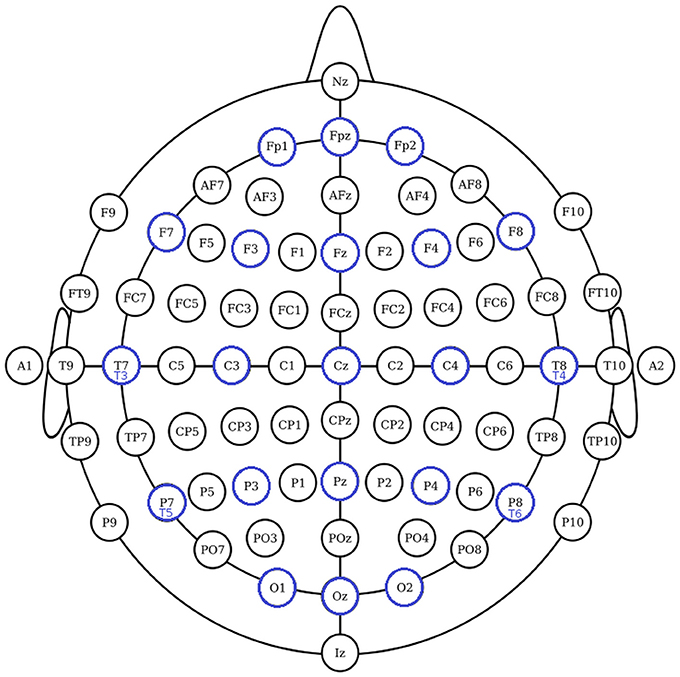 Nz
Fp1 Fpz Fp2
AF7 AF3 AFz AF4 AF8
F9 F10
F7 F5 F3 F1 Fz F2 F4 F6 F8
FT9 FC7 FC5 FC3 FC1 FCz FC2 FC4 FC6 FC8 FT10
A1 T9 T7 C5 C3 C1 Cz C2 C4 C6 T8 T10 A2
T3 T4
TP9 TP7 CP5 CP3 CP1 CPz CP2 CP4 CP6 TP8 TP10
P7 P5 P3 P1 Pz P2 P4 P6 P8
T5 T6
P9 P10
PO7 PO3 POz PO4 PO8
O1 Oz O2
Iz